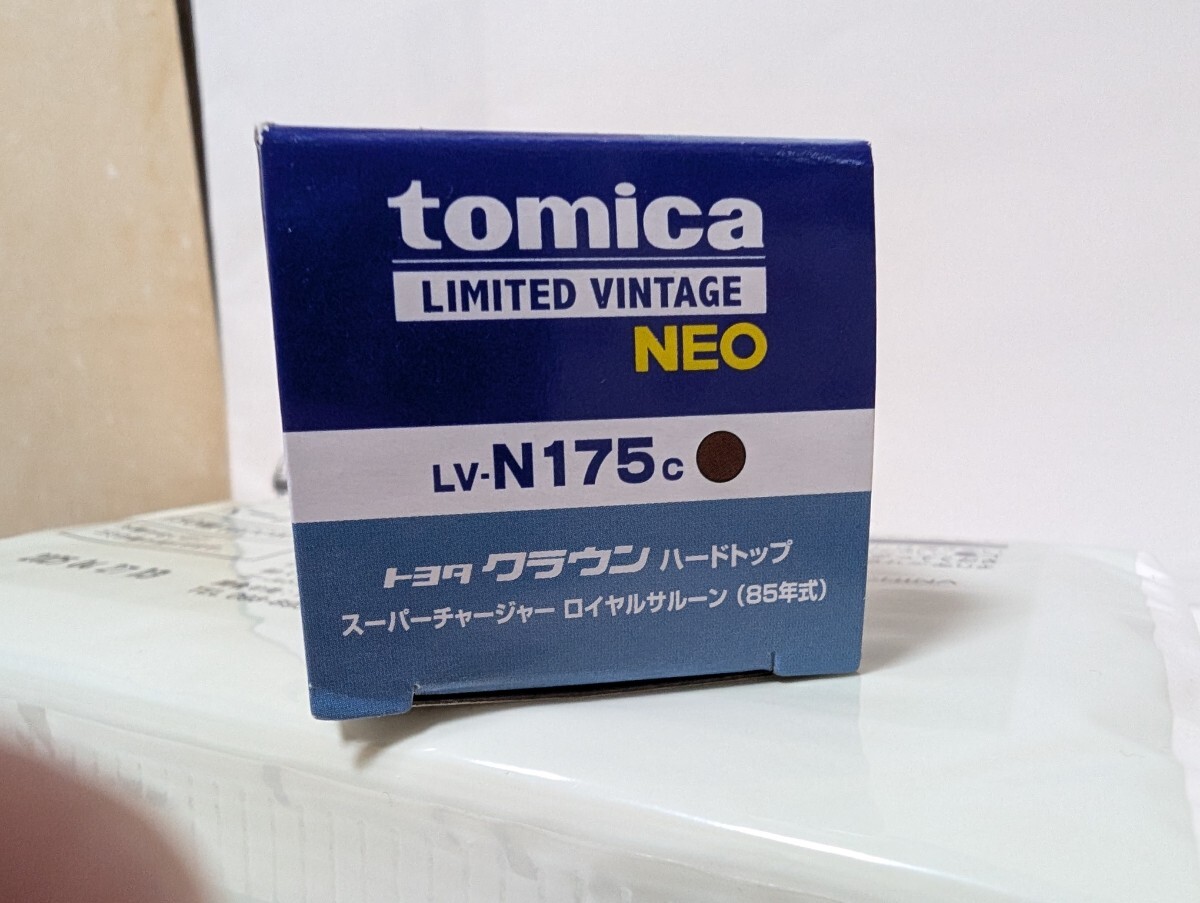 tomica
LIMITED VINTAGE
NEO
LV-N175c
トヨタ クラウン ハードトップ
スーパーチャージャー ロイヤルサルーン (85年式)